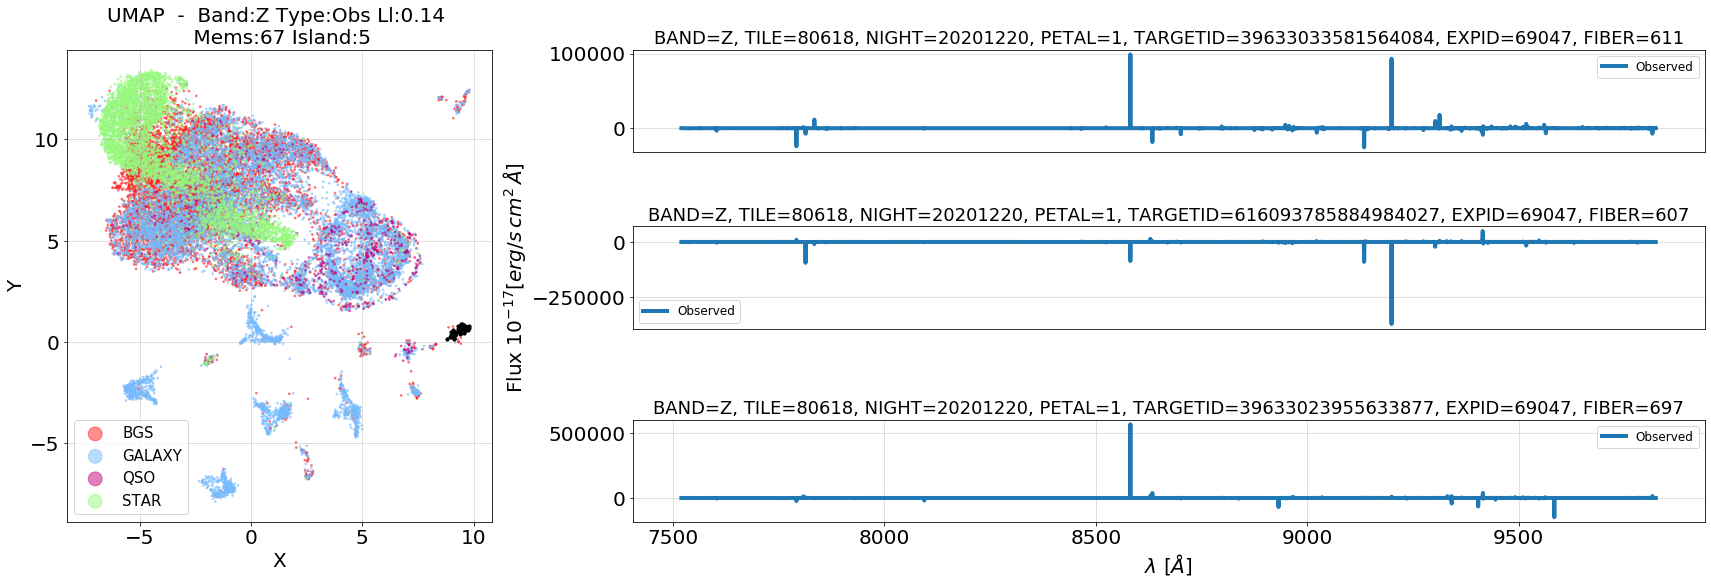 UMAP - Band:Z Type:Obs Ll:0.14
Mems:67 Island:5
10
5
0
−5
Y
−5
0
5
10
X
BGS
GALAXY
QSO
STAR
Flux 10⁻¹⁷[erg/s cm² Å]
BAND=Z, TILE=80618, NIGHT=20201220, PETAL=1, TARGETID=39633033581564084, EXPID=69047, FIBER=611
100000
0
Observed
BAND=Z, TILE=80618, NIGHT=20201220, PETAL=1, TARGETID=616093785884984027, EXPID=69047, FIBER=607
0
−250000
Observed
BAND=Z, TILE=80618, NIGHT=20201220, PETAL=1, TARGETID=39633023955633877, EXPID=69047, FIBER=697
500000
0
Observed
7500
8000
8500
9000
9500
λ [Å]